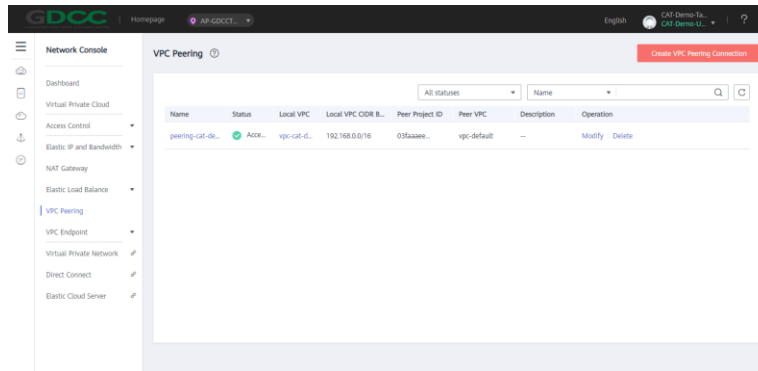 GDCC Homepage AP-GDCCT... English CAT-Demo-Ta... ?
CAT-Demo-U...
Network Console
Dashboard
Virtual Private Cloud
Access Control
Elastic IP and Bandwidth
NAT Gateway
Elastic Load Balance
VPC Peering
VPC Endpoint
Virtual Private Network
Direct Connect
Elastic Cloud Server
VPC Peering ?
Create VPC Peering Connection
All statuses Name
Name Status Local VPC Local VPC CIDR B... Peer Project ID Peer VPC Description Operation
peering-cat-de... Acce... vpc-cat-d... 192.168.0.0/16 03faaaee... vpc-default -- Modify Delete